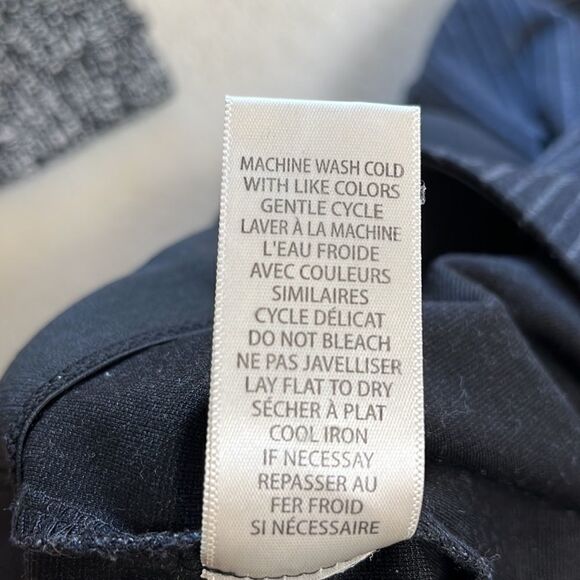 MACHINE WASH COLD
WITH LIKE COLORS
GENTLE CYCLE
LAVER À LA MACHINE
L'EAU FROIDE
AVEC COULEURS
SIMILAIRES
CYCLE DÉLICAT
DO NOT BLEACH
NE PAS JAVELLISER
LAY FLAT TO DRY
SÉCHER À PLAT
COOL IRON
IF NECESSAY
REPASSER AU
FER FROID
SI NÉCESSAIRE